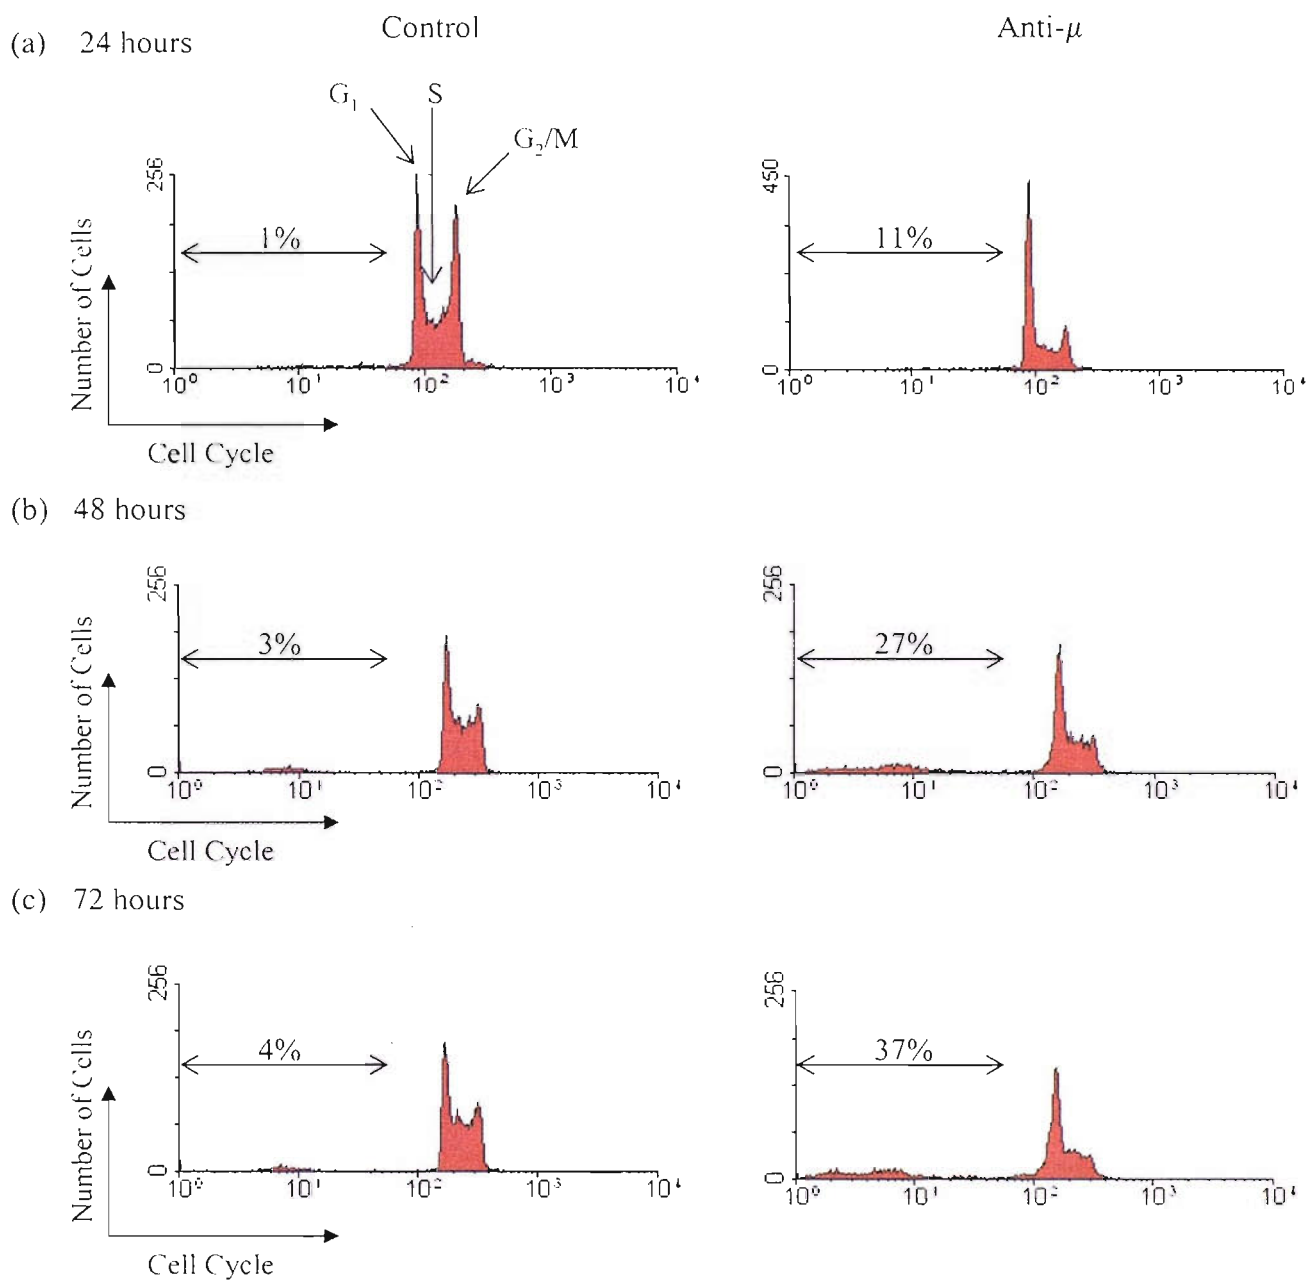 Control Anti-μ
(a) 24 hours
G₁ S G₂/M
256 450
1% 11%
Number of Cells
0 0
10⁰ 10¹ 10² 10³ 10⁴ 10⁰ 10¹ 10² 10³ 10⁴
Cell Cycle
(b) 48 hours
256 256
3% 27%
Number of Cells
0 0
10⁰ 10¹ 10² 10³ 10⁴ 10⁰ 10¹ 10² 10³ 10⁴
Cell Cycle
(c) 72 hours
256 256
4% 37%
Number of Cells
0 0
10⁰ 10¹ 10² 10³ 10⁴ 10⁰ 10¹ 10² 10³ 10⁴
Cell Cycle